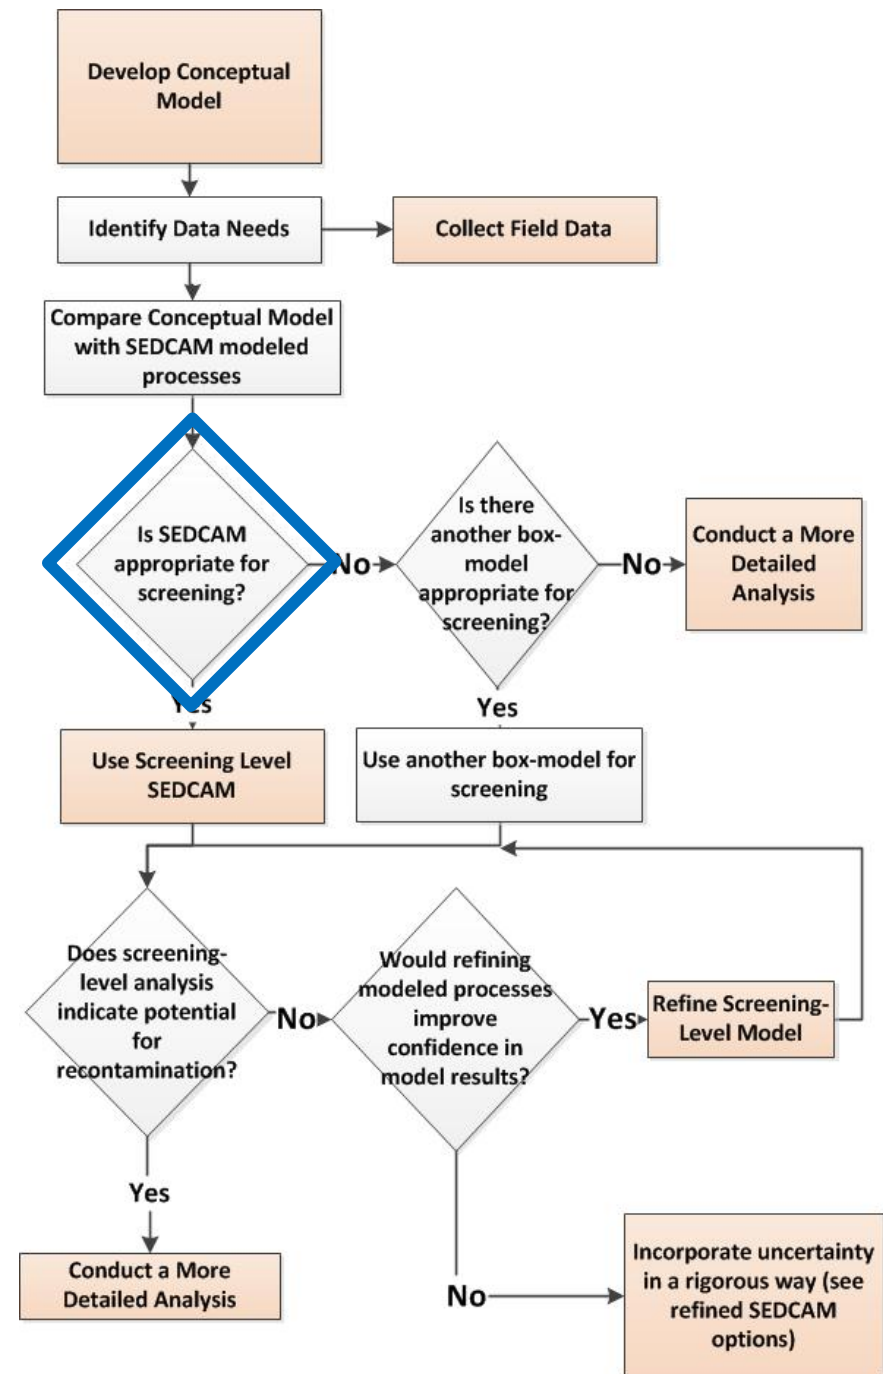 Develop Conceptual
Model
Identify Data Needs
Collect Field Data
Compare Conceptual Model
with SEDCAM modeled
processes
Is SEDCAM
appropriate for
screening?
No
Is there
another box-
model
appropriate for
screening?
No
Conduct a More
Detailed
Analysis
Yes
Yes
Use Screening Level
SEDCAM
Use another box-model for
screening
Does screening-
level analysis
indicate potential
for
recontamination?
No
Would refining
modeled processes
improve
confidence in
model results?
Yes
Refine Screening-
Level Model
Yes
Conduct a More
Detailed Analysis
No
Incorporate uncertainty
in a rigorous way (see
refined SEDCAM
options)